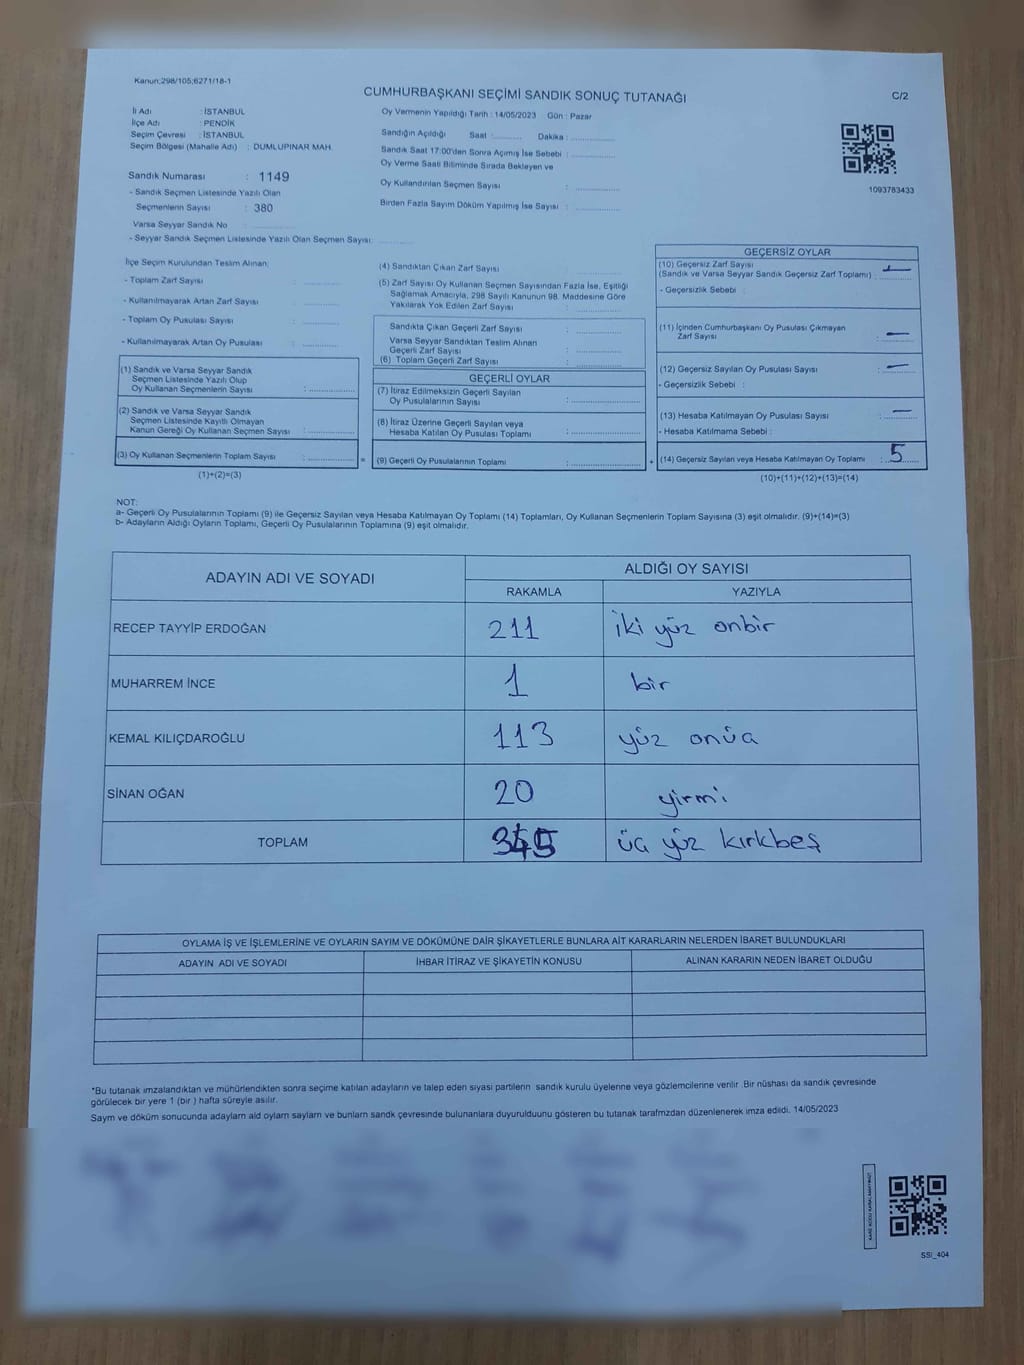 Kanun:298/105;6271/18-1
CUMHURBAŞKANI SEÇİMİ SANDIK SONUÇ TUTANAĞI
C/2
İli Adı : İSTANBUL
İlçe Adı : PENDİK
Seçim Çevresi : İSTANBUL
Seçim Bölgesi (Mahalle Adı) : DUMLUPINAR MAH.
Oy Vermenin Yapıldığı Tarih : 14/05/2023 Gün : Pazar
Sandığın Açıldığı Saat :.......... Dakika :..............
Sandık Saat 17:00'den Sonra Açımış İse Sebebi : ..............
Oy Verme Saati Bitiminde Sırada Bekleyen ve
Oy Kullandırılan Seçmen Sayısı : ..............
Birden Fazla Sayım Döküm Yapılmış İse Sayısı : ..............
1093783433
Sandık Numarası : 1149
- Sandık Seçmen Listesinde Yazılı Olan
Seçmenlerin Sayısı : 380
Varsa Seyyar Sandık No : ..............
- Seyyar Sandık Seçmen Listesinde Yazılı Olan Seçmen Sayısı: ..........
İlçe Seçim Kurulundan Teslim Alınan:
- Toplam Zarf Sayısı : ..............
- Kullanılmayarak Artan Zarf Sayısı : ..............
- Toplam Oy Pusulası Sayısı : ..............
- Kullanılmayarak Artan Oy Pusulası : ..............
(1) Sandık ve Varsa Seyyar Sandık
Seçmen Listesinde Yazılı Olup
Oy Kullanan Seçmenlerin Sayısı : ..............
(2) Sandık ve Varsa Seyyar Sandık
Seçmen Listesinde Kayıtlı Olmayan
Kanun Gereği Oy Kullanan Seçmen Sayısı : ..............
(3) Oy Kullanan Seçmenlerin Toplam Sayısı : ..............
(1)+(2)=(3)
=
(4) Sandıktan Çıkan Zarf Sayısı : ..............
(5) Zarf Sayısı Oy Kullanan Seçmen Sayısından Fazla İse, Eşitliği
Sağlamak Amacıyla, 298 Sayılı Kanunun 98. Maddesine Göre
Yakılarak Yok Edilen Zarf Sayısı : ..............
Sandıkta Çıkan Geçerli Zarf Sayısı : ..............
Varsa Seyyar Sandıktan Teslim Alınan
Geçerli Zarf Sayısı : ..............
(6) Toplam Geçerli Zarf Sayısı : ..............
GEÇERLİ OYLAR
(7) İtiraz Edilmeksizin Geçerli Sayılan
Oy Pusulalarının Sayısı : ..............
(8) İtiraz Üzerine Geçerli Sayılan veya
Hesaba Katılan Oy Pusulası Toplamı : ..............
(9) Geçerli Oy Pusulalarının Toplamı : ..............
+
GEÇERSİZ OYLAR
(10) Geçersiz Zarf Sayısı
(Sandık ve Varsa Seyyar Sandık Geçersiz Zarf Toplamı) : —
- Geçersizlik Sebebi :
(11) İçinden Cumhurbaşkanı Oy Pusulası Çıkmayan
Zarf Sayısı : —
(12) Geçersiz Sayılan Oy Pusulası Sayısı : —
- Geçersizlik Sebebi :
(13) Hesaba Katılmayan Oy Pusulası Sayısı : —
- Hesaba Katılmama Sebebi :
(14) Geçersiz Sayılan veya Hesaba Katılmayan Oy Toplamı : 5
(10)+(11)+(12)+(13)=(14)
NOT:
a- Geçerli Oy Pusulalarının Toplamı (9) ile Geçersiz Sayılan veya Hesaba Katılmayan Oy Toplamı (14) Toplamları, Oy Kullanan Seçmenlerin Toplam Sayısına (3) eşit olmalıdır. (9)+(14)=(3)
b- Adayların Aldığı Oyların Toplamı, Geçerli Oy Pusulalarının Toplamına (9) eşit olmalıdır.
ADAYIN ADI VE SOYADI
ALDIĞI OY SAYISI
RAKAMLA YAZIYLA
RECEP TAYYİP ERDOĞAN 211 iki yüz onbir
MUHARREM İNCE 1 bir
KEMAL KILIÇDAROĞLU 113 yüz onüa
SİNAN OĞAN 20 yirmi
TOPLAM 345 üa yüz kırkbeş
OYLAMA İŞ VE İŞLEMLERİNE VE OYLARIN SAYIM VE DÖKÜMÜNE DAİR ŞİKAYETLERLE BUNLARA AİT KARARLARIN NELERDEN İBARET BULUNDUKLARI
ADAYIN ADI VE SOYADI İHBAR İTİRAZ VE ŞİKAYETİN KONUSU ALINAN KARARIN NEDEN İBARET OLDUĞU
*Bu tutanak imzalandıktan ve mühürlendikten sonra seçime katılan adayların ve talep eden siyasi partilerin sandık kurulu üyelerine veya gözlemcilerine verilir. Bir nüshası da sandık çevresinde
görülecek bir yere 1 (bir ) hafta süreyle asılır.
Sayım ve döküm sonucunda adaylarn ald oylarn saylarn ve bunlarn sandk çevresinde bulunanlara duyurulduunu gösteren bu tutanak tarafmzdan düzenlenerek imza edildi. 14/05/2023
SSI_404